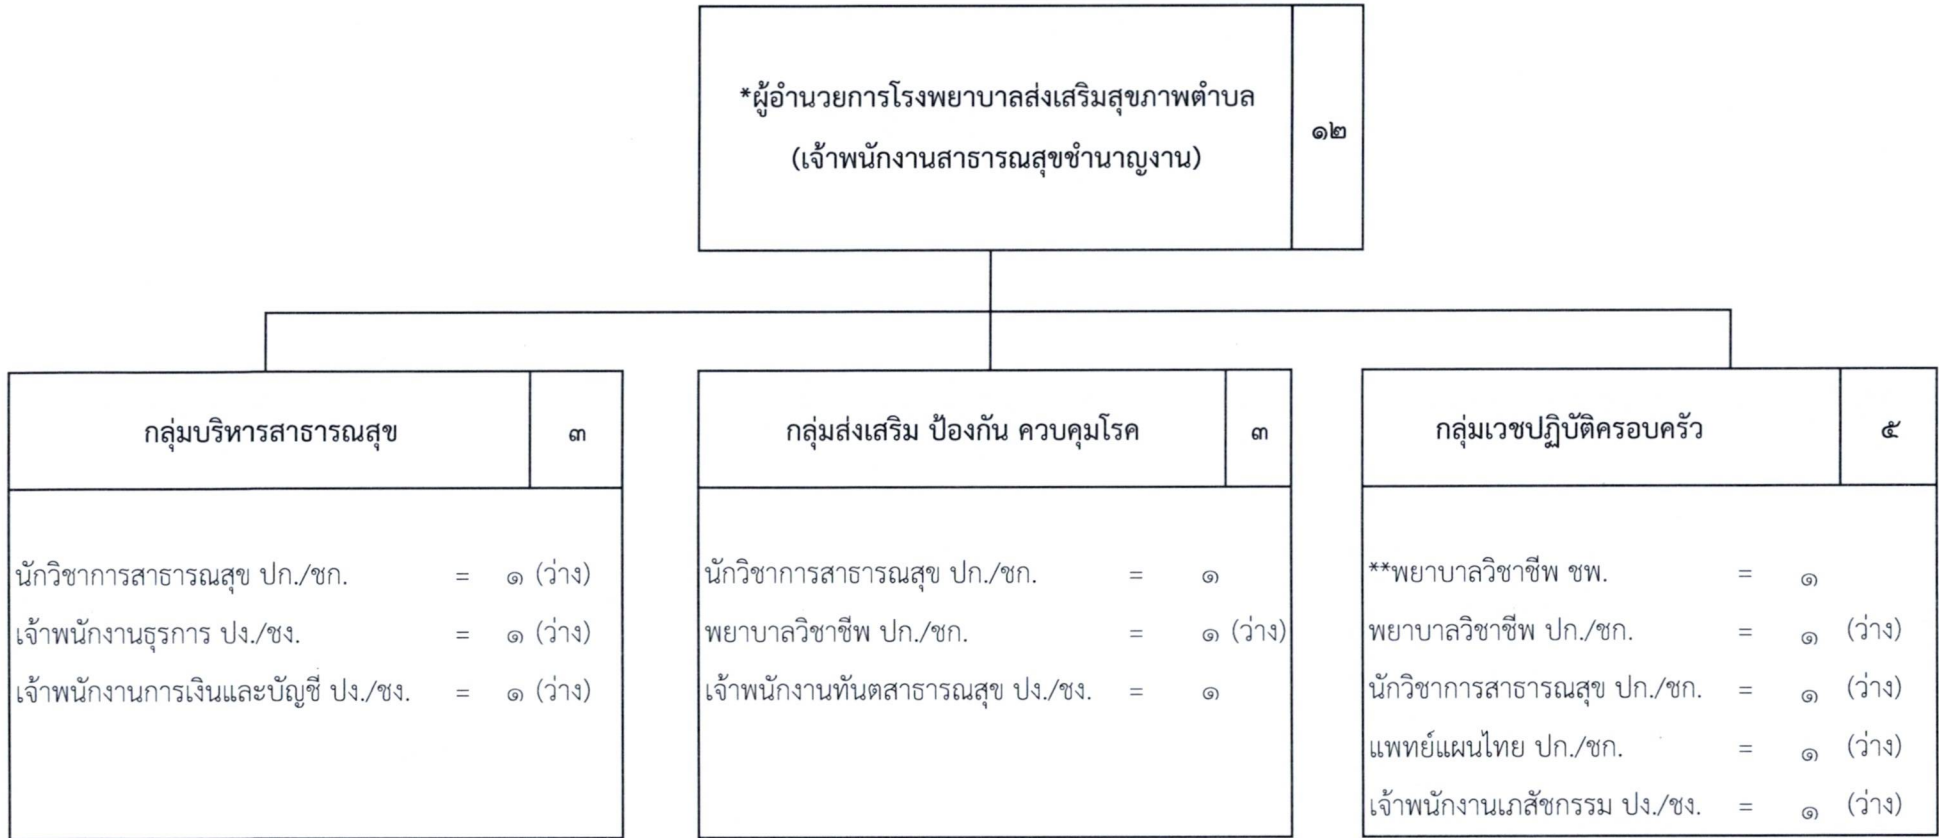 *ผู้อำนวยการโรงพยาบาลส่งเสริมสุขภาพตำบล
(เจ้าพนักงานสาธารณสุขชำนาญงาน)
๑๒
กลุ่มบริหารสาธารณสุข ๓
นักวิชาการสาธารณสุข ปก./ชก. = ๑ (ว่าง)
เจ้าพนักงานธุรการ ปง./ชง. = ๑ (ว่าง)
เจ้าพนักงานการเงินและบัญชี ปง./ชง. = ๑ (ว่าง)
กลุ่มส่งเสริม ป้องกัน ควบคุมโรค ๓
นักวิชาการสาธารณสุข ปก./ชก. = ๑
พยาบาลวิชาชีพ ปก./ชก. = ๑ (ว่าง)
เจ้าพนักงานทันตสาธารณสุข ปง./ชง. = ๑
กลุ่มเวชปฏิบัติครอบครัว ๕
**พยาบาลวิชาชีพ ชพ. = ๑
พยาบาลวิชาชีพ ปก./ชก. = ๑ (ว่าง)
นักวิชาการสาธารณสุข ปก./ชก. = ๑ (ว่าง)
แพทย์แผนไทย ปก./ชก. = ๑ (ว่าง)
เจ้าพนักงานเภสัชกรรม ปง./ชง. = ๑ (ว่าง)